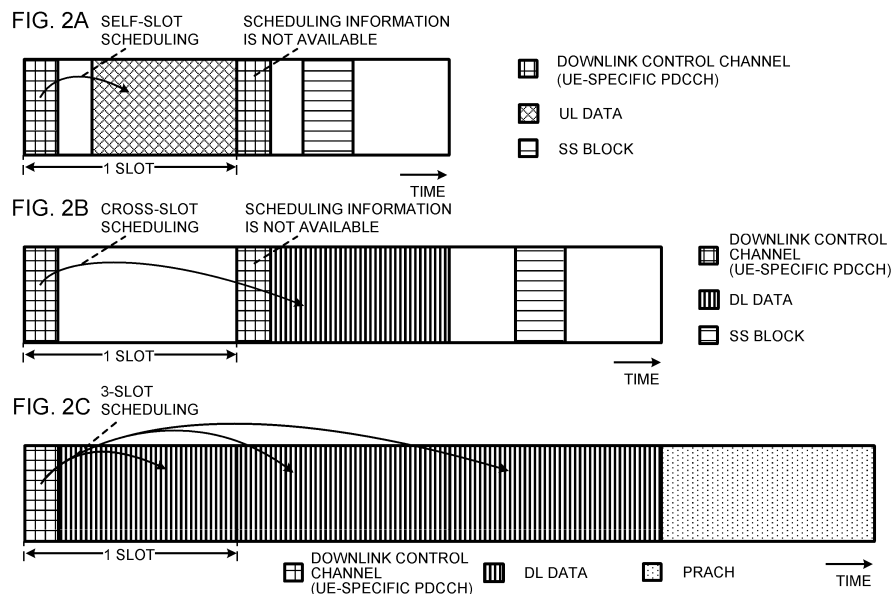 FIG. 2A
SELF-SLOT
SCHEDULING
SCHEDULING INFORMATION
IS NOT AVAILABLE
DOWNLINK CONTROL CHANNEL
(UE-SPECIFIC PDCCH)
UL DATA
SS BLOCK
1 SLOT
TIME
FIG. 2B
CROSS-SLOT
SCHEDULING
SCHEDULING INFORMATION
IS NOT AVAILABLE
DOWNLINK CONTROL
CHANNEL
(UE-SPECIFIC PDCCH)
DL DATA
SS BLOCK
1 SLOT
TIME
FIG. 2C
3-SLOT
SCHEDULING
1 SLOT
DOWNLINK CONTROL
CHANNEL
(UE-SPECIFIC PDCCH)
DL DATA
PRACH
TIME